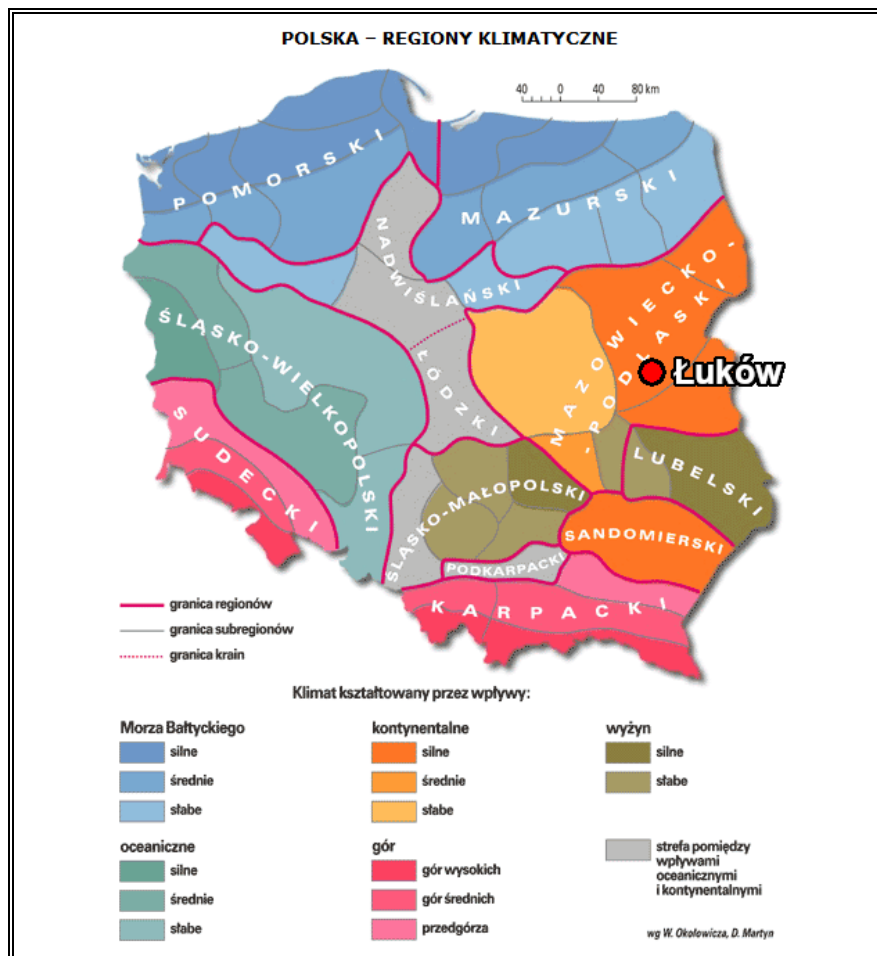 POLSKA – REGIONY KLIMATYCZNE
40 0 40 80 km
POMORSKI
MAZURSKI
NADWIŚLAŃSKI
MAZOWIECKO-
-PODLASKI
ŚLĄSKO-WIELKOPOLSKI
ŁÓDZKI
Łuków
SUDECKI
LUBELSKI
ŚLĄSKO-MAŁOPOLSKI
SANDOMIERSKI
PODKARPACKI
KARPACKI
granica regionów
granica subregionów
granica krain
Klimat kształtowany przez wpływy:
Morza Bałtyckiego
silne
średnie
słabe
kontynentalne
silne
średnie
słabe
wyżyn
silne
słabe
oceaniczne
silne
średnie
słabe
gór
gór wysokich
gór średnich
przedgórza
strefa pomiędzy
wpływami
oceanicznymi
i kontynentalnymi
wg W. Okołowicza, D. Martyn